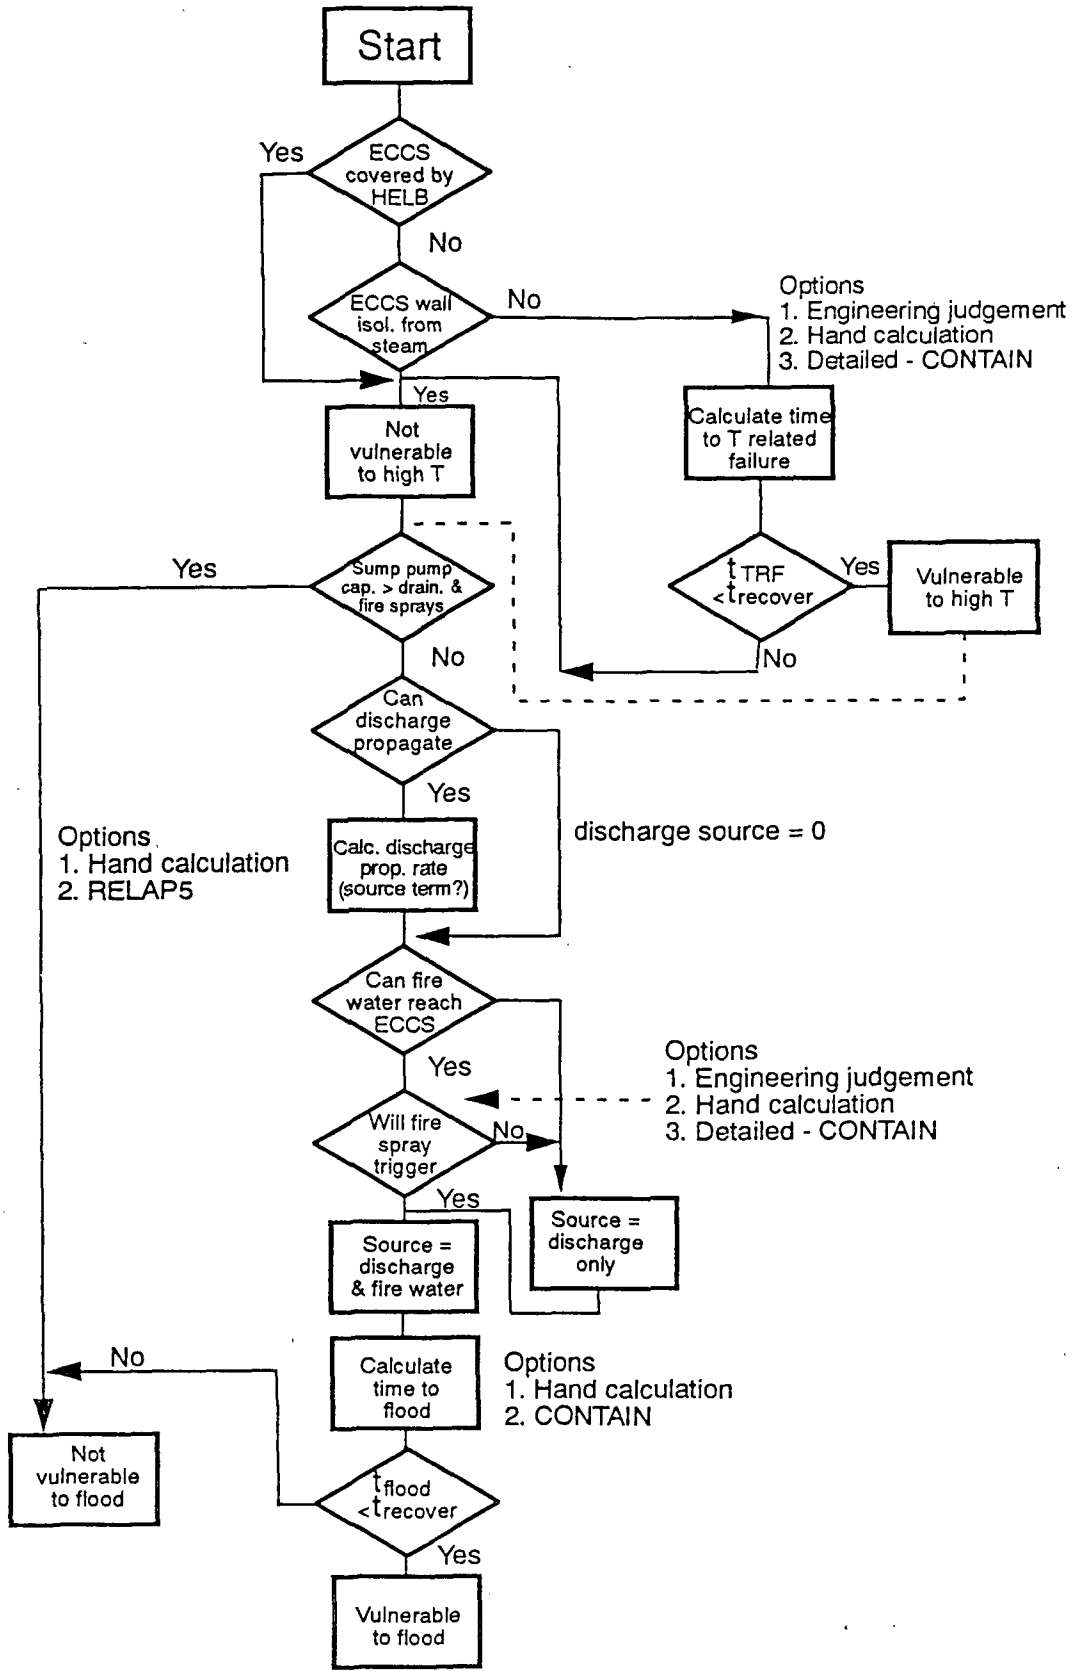 Start
Yes
ECCS
covered by
HELB
No
ECCS wall
isol. from
steam
No
Options
1. Engineering judgement
2. Hand calculation
3. Detailed - CONTAIN
Yes
Not
vulnerable
to high T
Calculate time
to T related
failure
Yes
Sump pump
cap. > drain. &
fire sprays
tTRF
<trecover
Yes
Vulnerable
to high T
No
No
Can
discharge
propagate
Yes
discharge source = 0
Options
1. Hand calculation
2. RELAP5
Calc. discharge
prop. rate
(source term?)
Can fire
water reach
ECCS
Yes
Options
1. Engineering judgement
2. Hand calculation
3. Detailed - CONTAIN
Will fire
spray
trigger
No
Yes
Source =
discharge
only
Source =
discharge
& fire water
No
Calculate
time to
flood
Options
1. Hand calculation
2. CONTAIN
Not
vulnerable
to flood
tflood
<trecover
Yes
Vulnerable
to flood